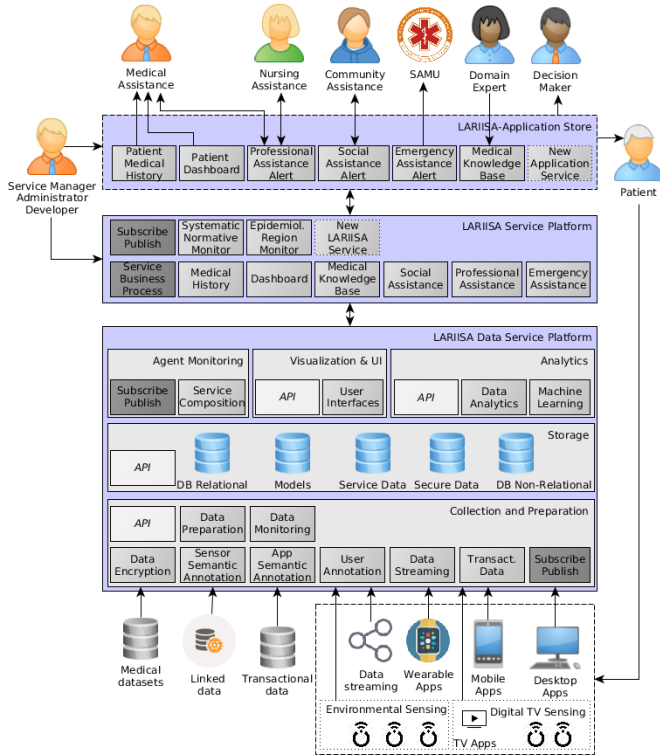 Medical
Assistance
Nursing
Assistance
Community
Assistance
SAMU
Domain
Expert
Decision
Maker
LARIISA-Application Store
Patient
Medical
History
Patient
Dashboard
Professional
Assistance
Alert
Social
Assistance
Alert
Emergency
Assistance
Alert
Medical
Knowledge
Base
New
Application
Service
Service Manager
Administrator
Developer
Patient
LARIISA Service Platform
Subscribe
Publish
Systematic
Normative
Monitor
Epidemiol.
Region
Monitor
New
LARIISA
Service
Service
Business
Process
Medical
History
Dashboard
Medical
Knowledge
Base
Social
Assistance
Professional
Assistance
Emergency
Assistance
LARIISA Data Service Platform
Agent Monitoring
Subscribe
Publish
Service
Composition
Visualization & UI
API
User
Interfaces
Analytics
API
Data
Analytics
Machine
Learning
Storage
API
DB Relational
Models
Service Data
Secure Data
DB Non-Relational
Collection and Preparation
API
Data
Preparation
Data
Monitoring
Data
Encryption
Sensor
Semantic
Annotation
App
Semantic
Annotation
User
Annotation
Data
Streaming
Transact.
Data
Subscribe
Publish
Medical
datasets
Linked
data
Transactional
data
Data
streaming
Wearable
Apps
Mobile
Apps
Desktop
Apps
Environmental Sensing
Digital TV Sensing
TV Apps